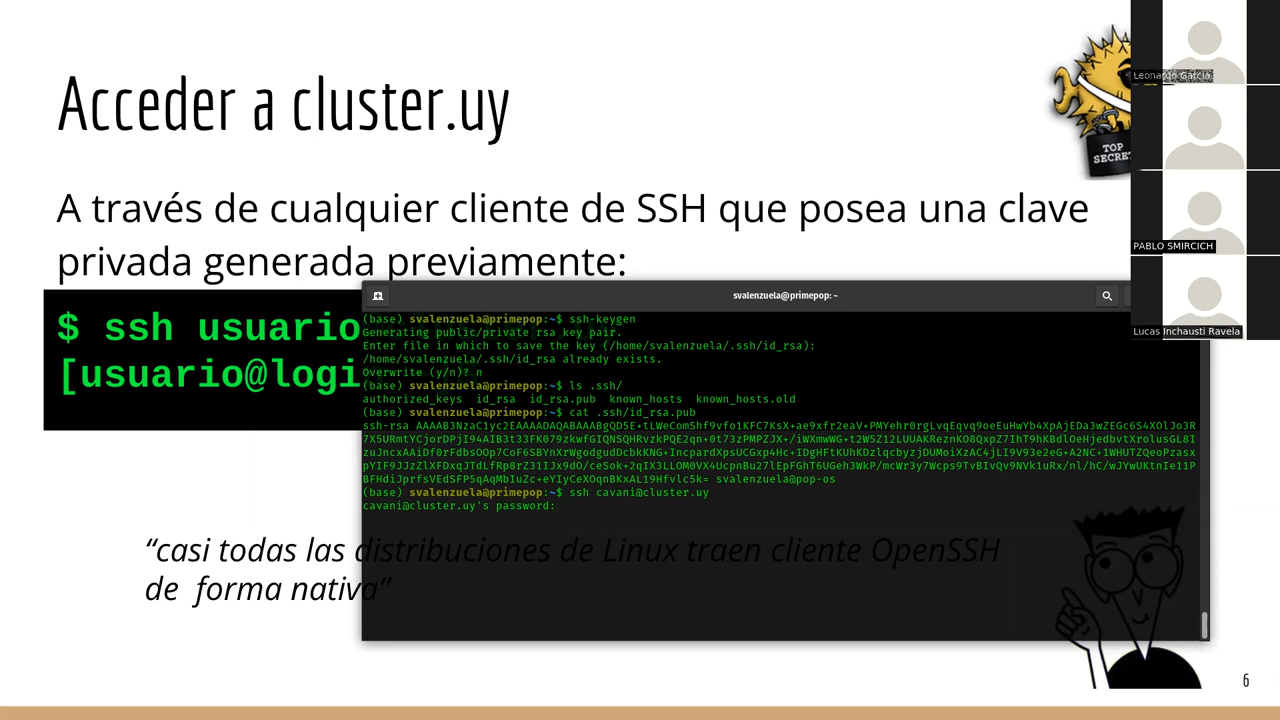 Acceder a cluster.uy
TOP
SECRET
Leonardo García
A través de cualquier cliente de SSH que posea una clave
privada generada previamente:
PABLO SMIRCICH
Lucas Inchausti Ravela
$ ssh usuario
[usuario@logi
svalenzuela@primepop: ~
(base) svalenzuela@primepop:~$ ssh-keygen
Generating public/private rsa key pair.
Enter file in which to save the key (/home/svalenzuela/.ssh/id_rsa):
/home/svalenzuela/.ssh/id_rsa already exists.
Overwrite (y/n)? n
(base) svalenzuela@primepop:~$ ls .ssh/
authorized_keys id_rsa id_rsa.pub known_hosts known_hosts.old
(base) svalenzuela@primepop:~$ cat .ssh/id_rsa.pub
ssh-rsa
svalenzuela@pop-os
(base) svalenzuela@primepop:~$ ssh cavani@cluster.uy
cavani@cluster.uy's password:
“casi todas las distribuciones de Linux traen cliente OpenSSH
de forma nativa”
6